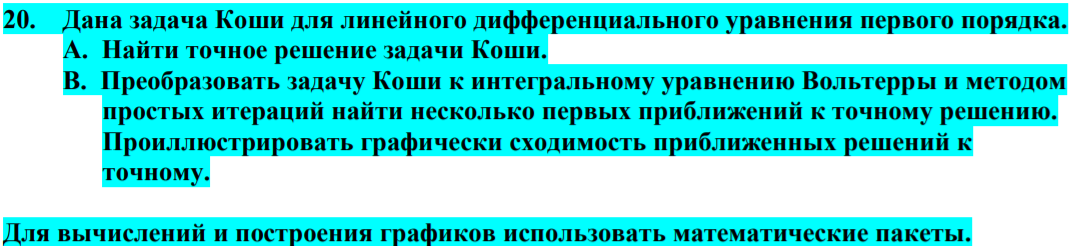 20. Дана задача Коши для линейного дифференциального уравнения первого порядка.
А. Найти точное решение задачи Коши.
В. Преобразовать задачу Коши к интегральному уравнению Вольтерры и методом
простых итераций найти несколько первых приближений к точному решению.
Проиллюстрировать графически сходимость приближенных решений к
точному.
Для вычислений и построения графиков использовать математические пакеты.